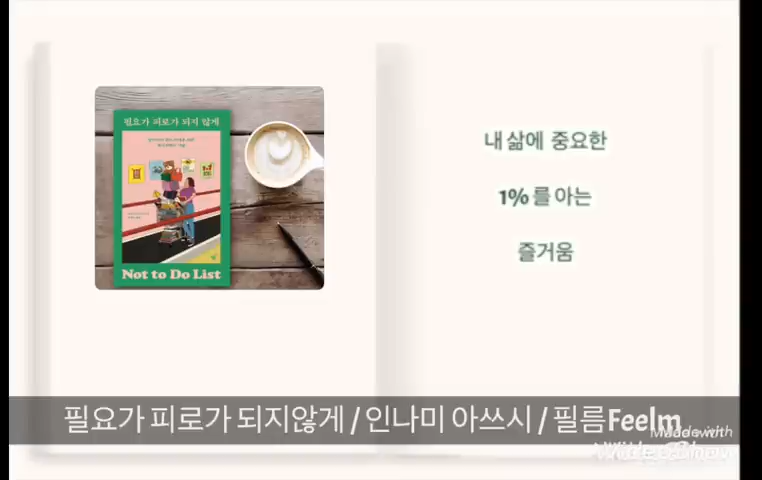 필요가 피로가 되지 않게
Not to Do List
내 삶에 중요한
1%를 아는
즐거움
필요가 피로가 되지않게 / 인나미 아쓰시 / 필름Feelm
Made with